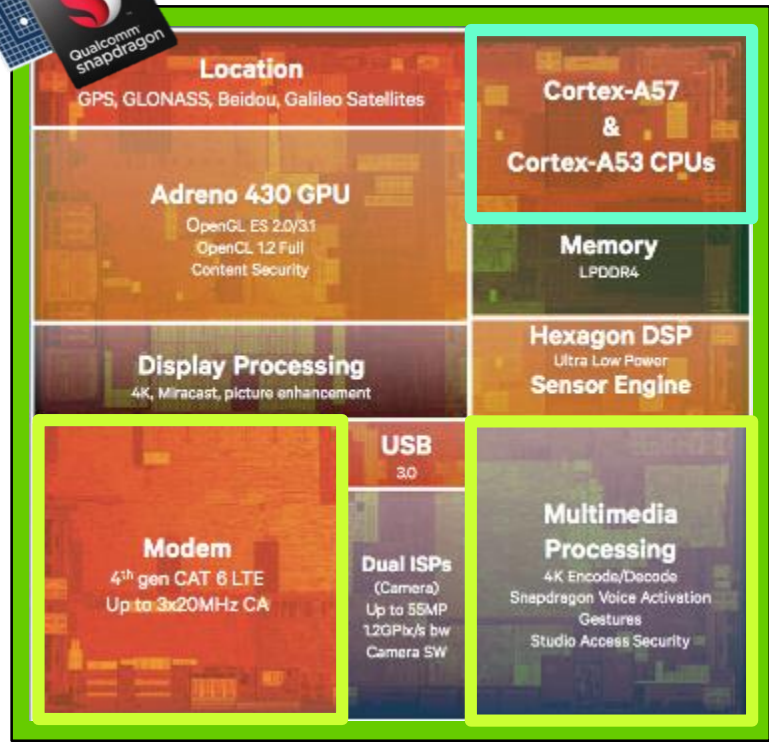 Qualcomm
snapdragon
Location
GPS, GLONASS, Beidou, Galileo Satellites
Adreno 430 GPU
OpenGL ES 2.0/3.1
OpenCL 1.2 Full
Content Security
Display Processing
4K, Miracast, picture enhancement
Modem
4th gen CAT 6 LTE
Up to 3x20MHz CA
USB
3.0
Dual ISPs
(Camera)
Up to 55MP
1.2GPix/s bw
Camera SW
Cortex-A57
&
Cortex-A53 CPUs
Memory
LPDDR4
Hexagon DSP
Ultra Low Power
Sensor Engine
Multimedia
Processing
4K Encode/Decode
Snapdragon Voice Activation
Gestures
Studio Access Security